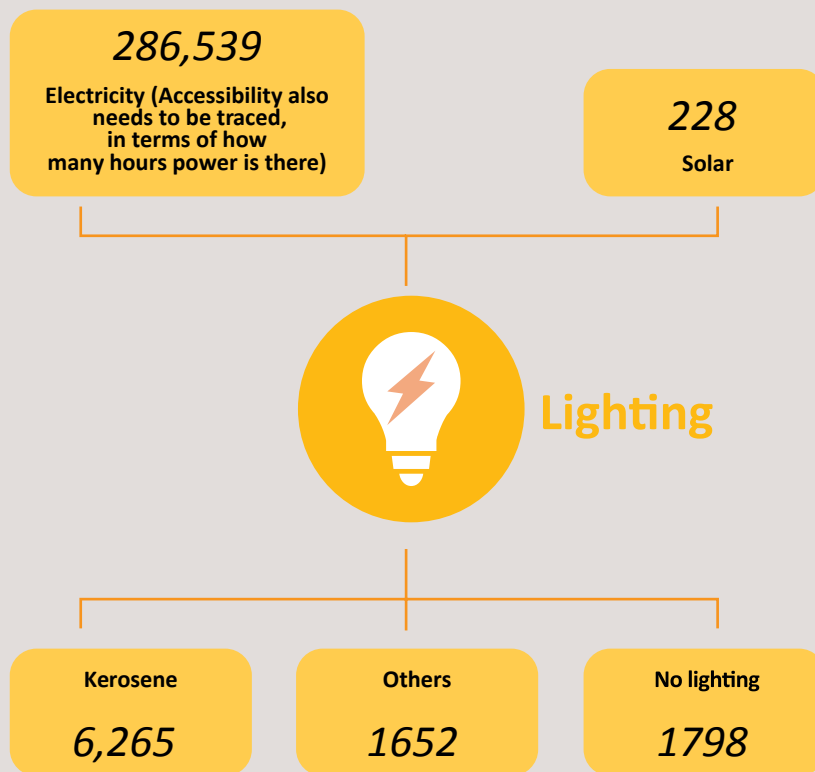 286,539
Electricity (Accessibility also
needs to be traced,
in terms of how
many hours power is there)
228
Solar
Lighting
Kerosene
6,265
Others
1652
No lighting
1798